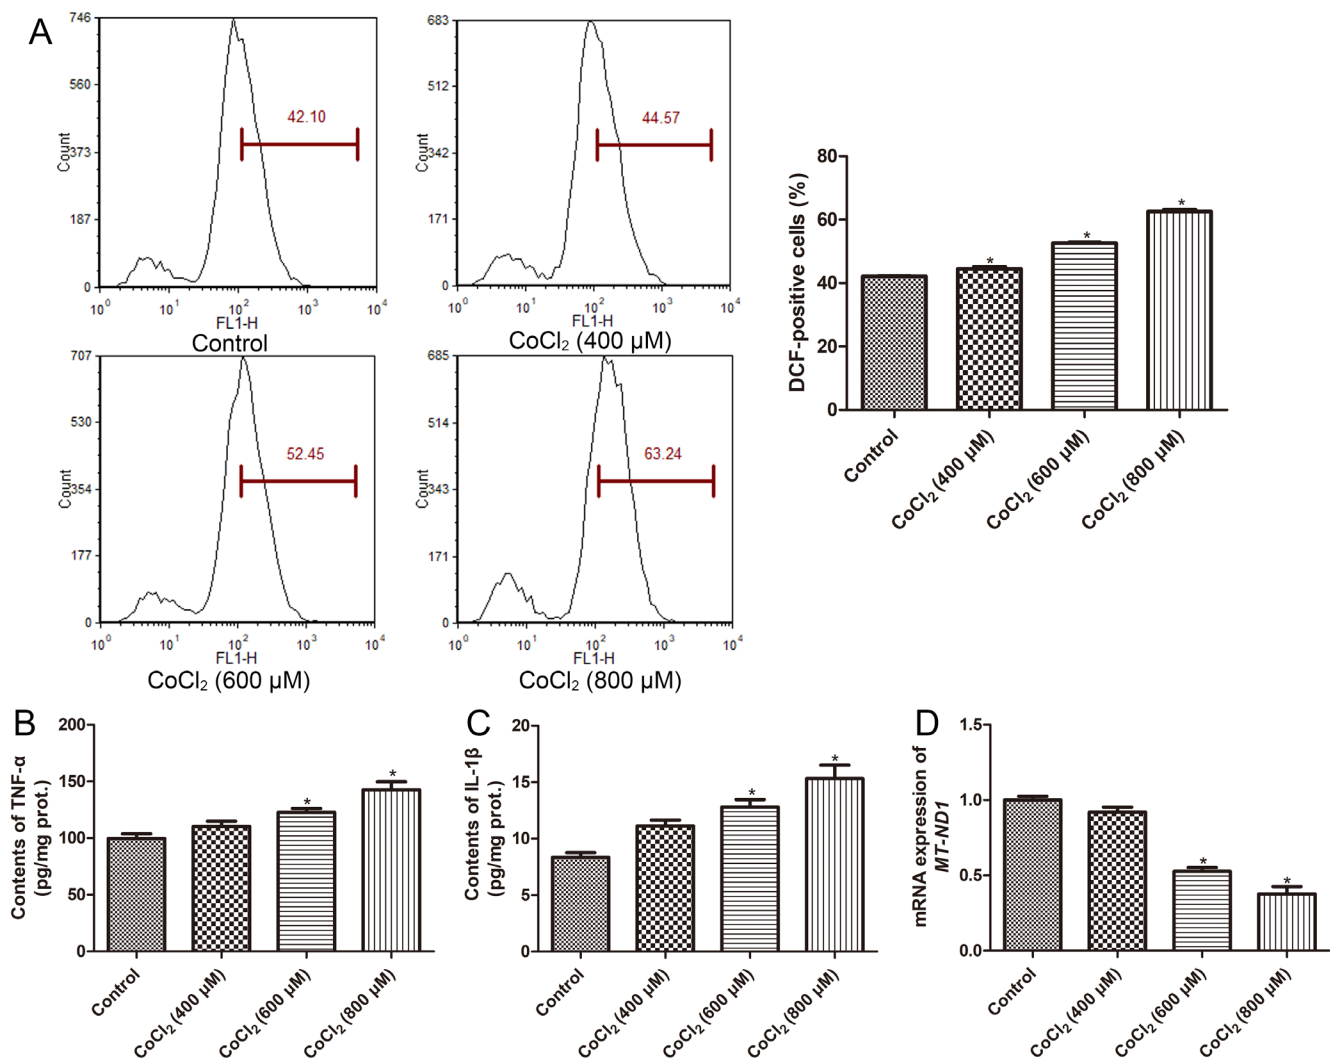 A
746
560
373
187
0
Count
42.10
10^0 10^1 10^2 10^3 10^4
FL1-H
Control
683
512
342
171
0
Count
44.57
10^0 10^1 10^2 10^3 10^4
FL1-H
CoCl₂ (400 µM)
707
530
354
177
0
Count
52.45
10^0 10^1 10^2 10^3 10^4
FL1-H
CoCl₂ (600 µM)
685
514
343
171
0
Count
63.24
10^0 10^1 10^2 10^3 10^4
FL1-H
CoCl₂ (800 µM)
DCF-positive cells (%)
80
60
40
20
0
*
*
*
Control
CoCl₂ (400 µM)
CoCl₂ (600 µM)
CoCl₂ (800 µM)
B
Contents of TNF-α
(pg/mg prot.)
200
150
100
50
0
*
*
Control
CoCl₂ (400 µM)
CoCl₂ (600 µM)
CoCl₂ (800 µM)
C
Contents of IL-1β
(pg/mg prot.)
20
15
10
5
0
*
*
Control
CoCl₂ (400 µM)
CoCl₂ (600 µM)
CoCl₂ (800 µM)
D
mRNA expression of
MT-ND1
1.5
1.0
0.5
0.0
*
*
Control
CoCl₂ (400 µM)
CoCl₂ (600 µM)
CoCl₂ (800 µM)